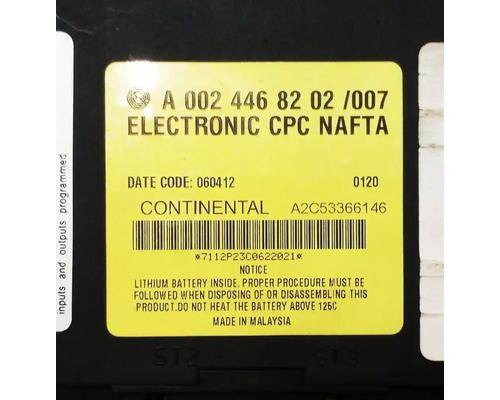 A 002 446 82 02 /007
ELECTRONIC CPC NAFTA
DATE CODE: 060412 0120
CONTINENTAL A2C53366146
*7112P23C0622021*
NOTICE
LITHIUM BATTERY INSIDE. PROPER PROCEDURE MUST BE
FOLLOWED WHEN DISPOSING OF OR DISASSEMBLING THIS
PRODUCT.DO NOT HEAT THE BATTERY ABOVE 125C
MADE IN MALAYSIA
inputs and outputs programmed
ST2 ST3